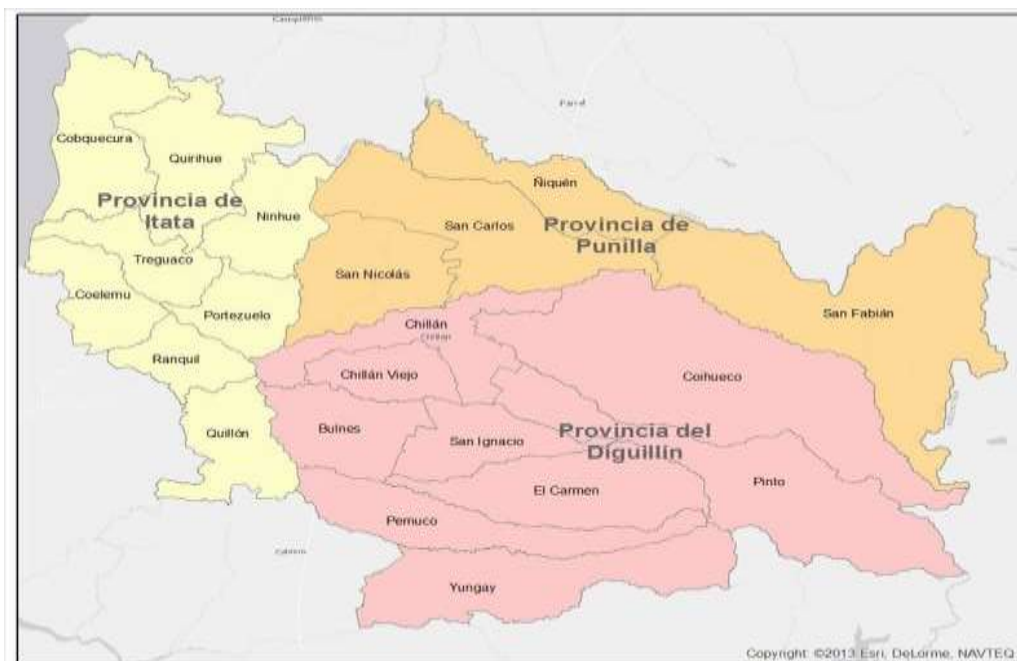 Parral
Cobquecura
Quirihue
Ñiquén
Provincia de
Itata
Ninhue
San Carlos
Provincia de
Punilla
Treguaco
San Nicolás
Coelemu
Portezuelo
San Fabián
Chillán
Chillán
Ranquil
Chillán Viejo
Coihueco
Quillón
Bulnes
San Ignacio
Provincia del
Diguillín
El Carmen
Pinto
Pemuco
Yungay
Copyright: ©2013 Esri, DeLorme, NAVTEQ